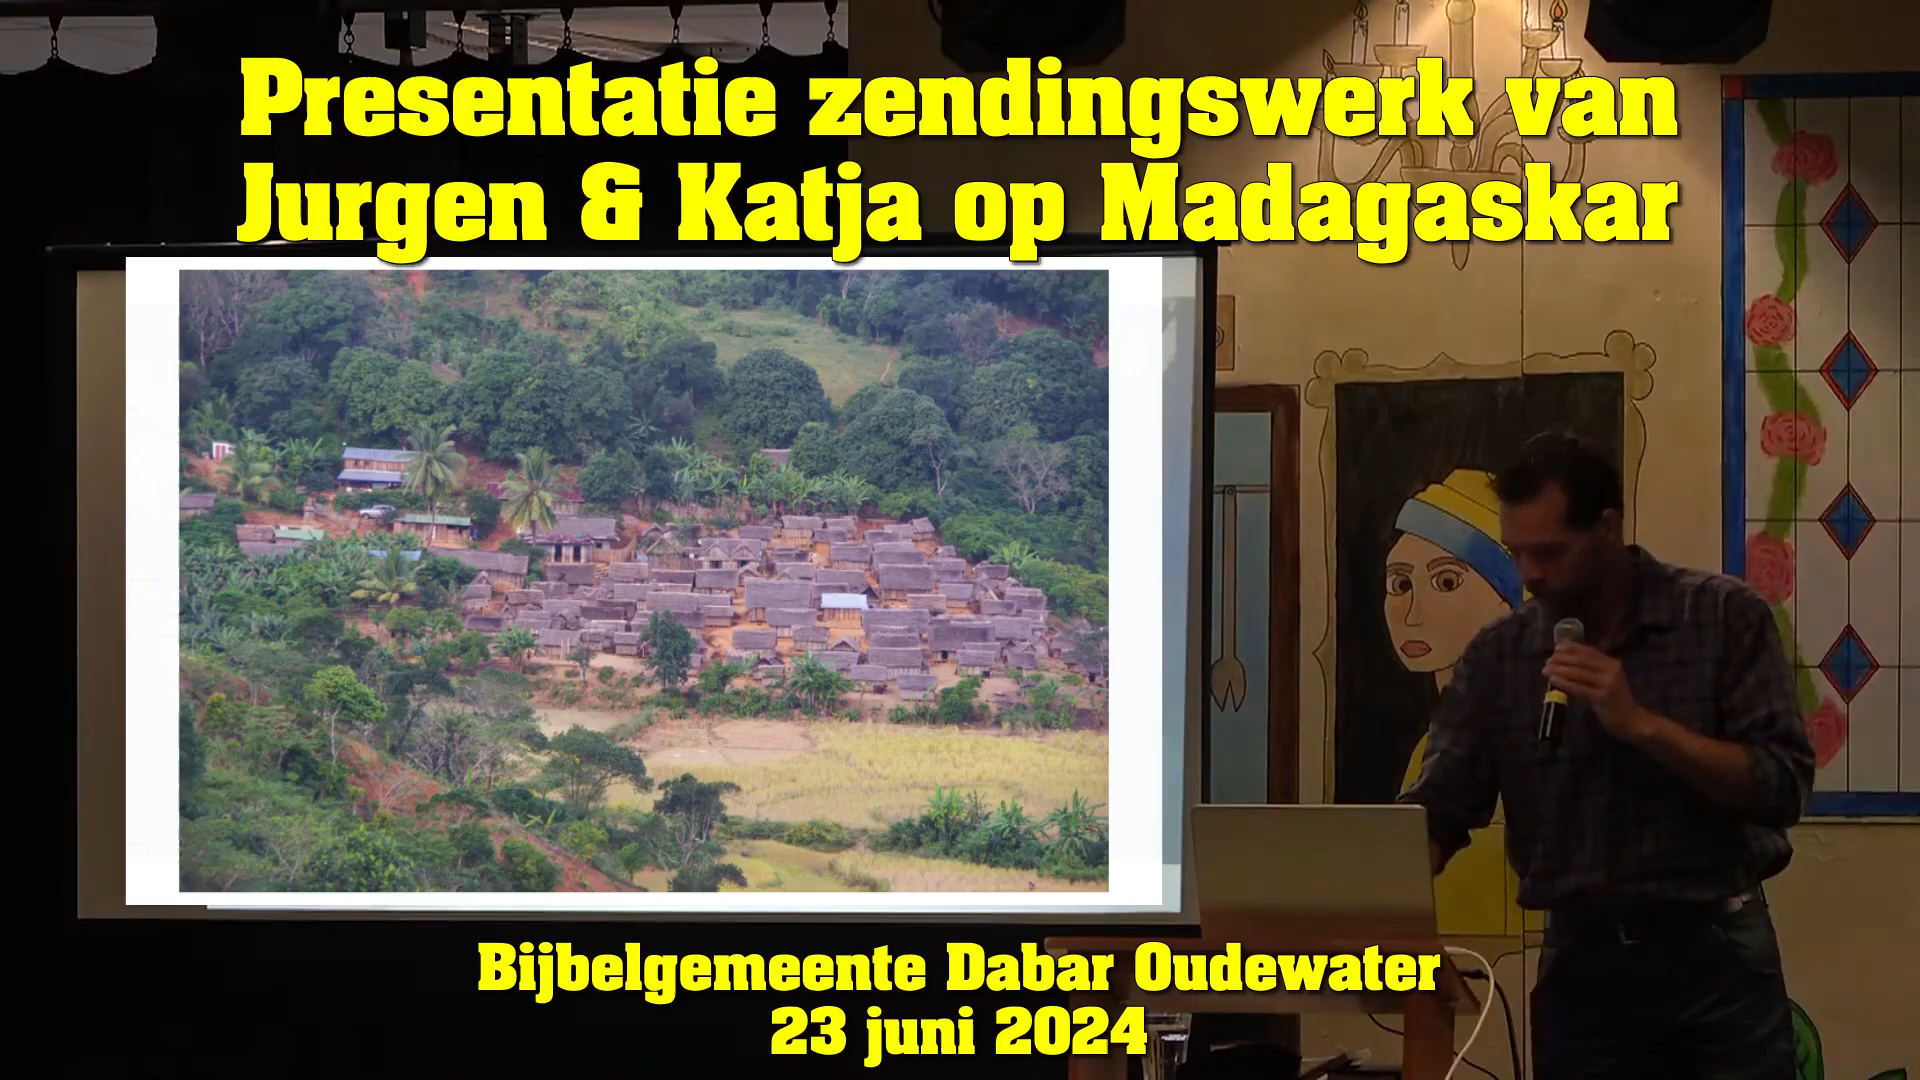 Presentatie zendingswerk van
Jurgen & Katja op Madagaskar
Bijbelgemeente Dabar Oudewater
23 juni 2024